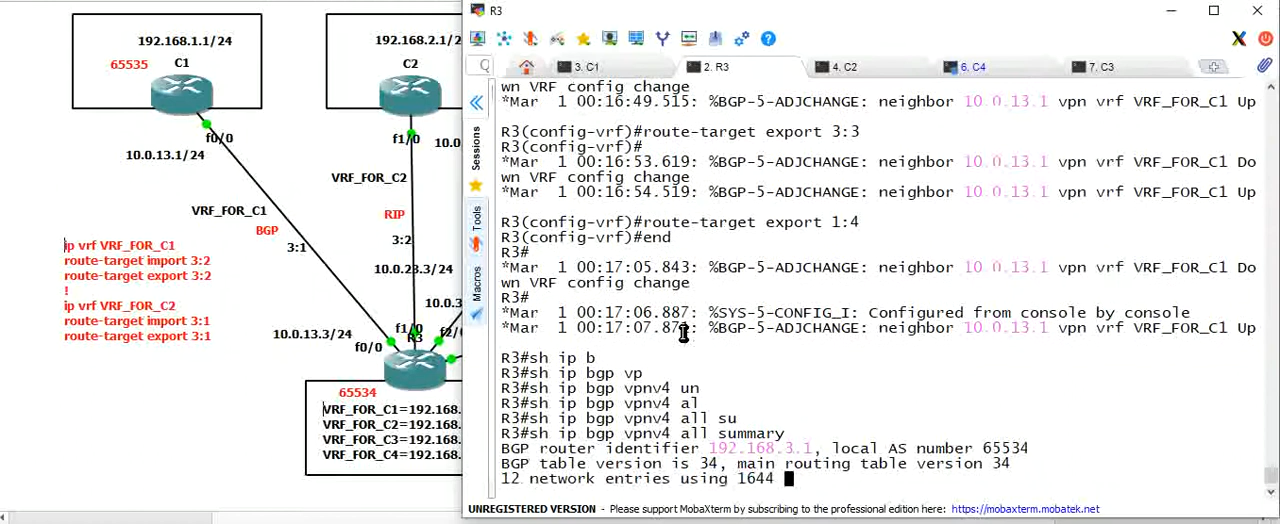 192.168.1.1/24
65535
C1
f0/0
10.0.13.1/24
VRF_FOR_C1
BGP
3:1
ip vrf VRF_FOR_C1
route-target import 3:2
route-target export 3:2
!
ip vrf VRF_FOR_C2
route-target import 3:1
route-target export 3:1
192.168.2.1/
C2
f1/0
10.0
VRF_FOR_C2
RIP
3:2
10.0.23.3/24
10.0.3
10.0.13.3/24
f1/0
R3
f2/
f0/0
65534
VRF_FOR_C1=192.168.
VRF_FOR_C2=192.168.
VRF_FOR_C3=192.168.
VRF_FOR_C4=192.168.
R3
3. C1
2. R3
4. C2
6. C4
7. C3
Sessions
Tools
Macros
wn VRF config change
*Mar  1 00:16:49.515: %BGP-5-ADJCHANGE: neighbor 10.0.13.1 vpn vrf VRF_FOR_C1 Up
R3(config-vrf)#route-target export 3:3
R3(config-vrf)#
*Mar  1 00:16:53.619: %BGP-5-ADJCHANGE: neighbor 10.0.13.1 vpn vrf VRF_FOR_C1 Do
wn VRF config change
*Mar  1 00:16:54.519: %BGP-5-ADJCHANGE: neighbor 10.0.13.1 vpn vrf VRF_FOR_C1 Up
R3(config-vrf)#route-target export 1:4
R3(config-vrf)#end
R3#
*Mar  1 00:17:05.843: %BGP-5-ADJCHANGE: neighbor 10.0.13.1 vpn vrf VRF_FOR_C1 Do
wn VRF config change
R3#
*Mar  1 00:17:06.887: %SYS-5-CONFIG_I: Configured from console by console
*Mar  1 %BGP-5-ADJCHANGE: neighbor 10.0.13.1 vpn vrf VRF_FOR_C1 Up
R3#sh ip b
R3#sh ip bgp vp
R3#sh ip bgp vpnv4 un
R3#sh ip bgp vpnv4 al
R3#sh ip bgp vpnv4 all su
R3#sh ip bgp vpnv4 all summary
BGP router identifier 192.168.3.1, local AS number 65534
BGP table version is 34, main routing table version 34
12 network entries using 1644
UNREGISTERED VERSION - Please support MobaXterm by subscribing to the professional edition here: https://mobaxterm.mobatek.net